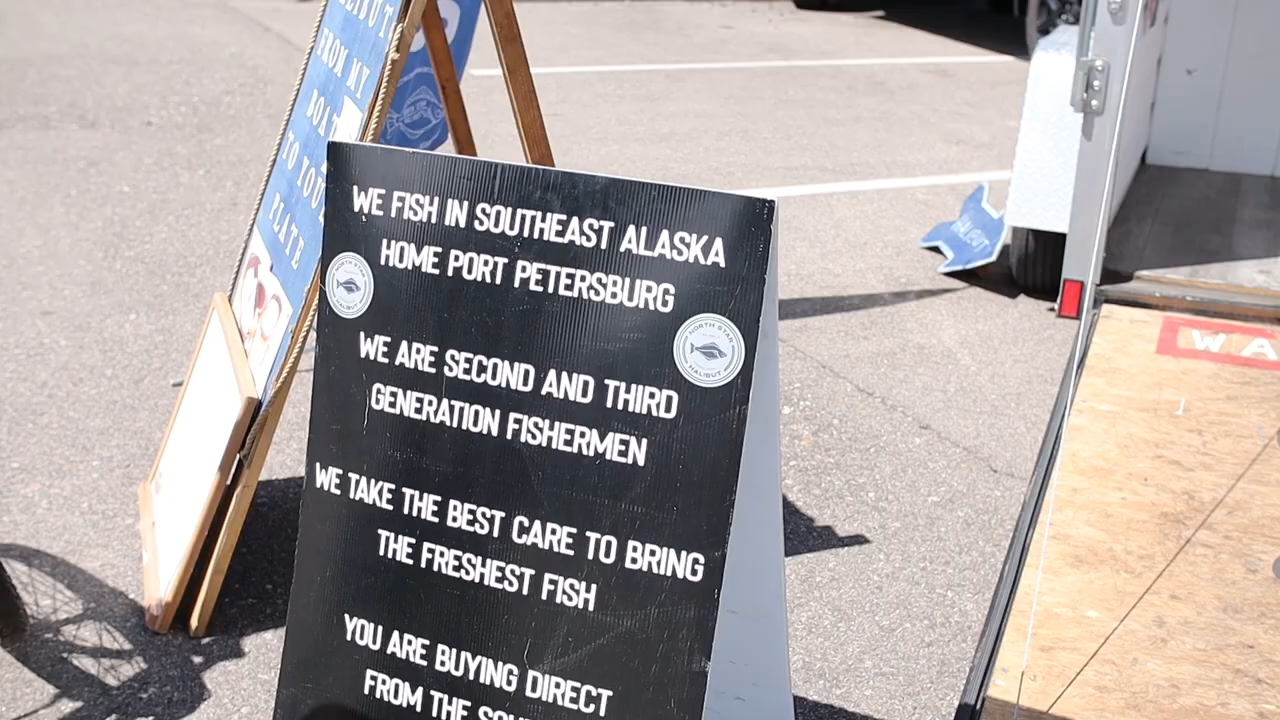 FROM MY
TO YOUR
PLATE
WE FISH IN SOUTHEAST ALASKA
HOME PORT PETERSBURG
NORTH STAR
HALIBUT
NORTH STAR
HALIBUT
WE ARE SECOND AND THIRD
GENERATION FISHERMEN
WE TAKE THE BEST CARE TO BRING
THE FRESHEST FISH
YOU ARE BUYING DIRECT
FROM THE
HALIBUT
WA